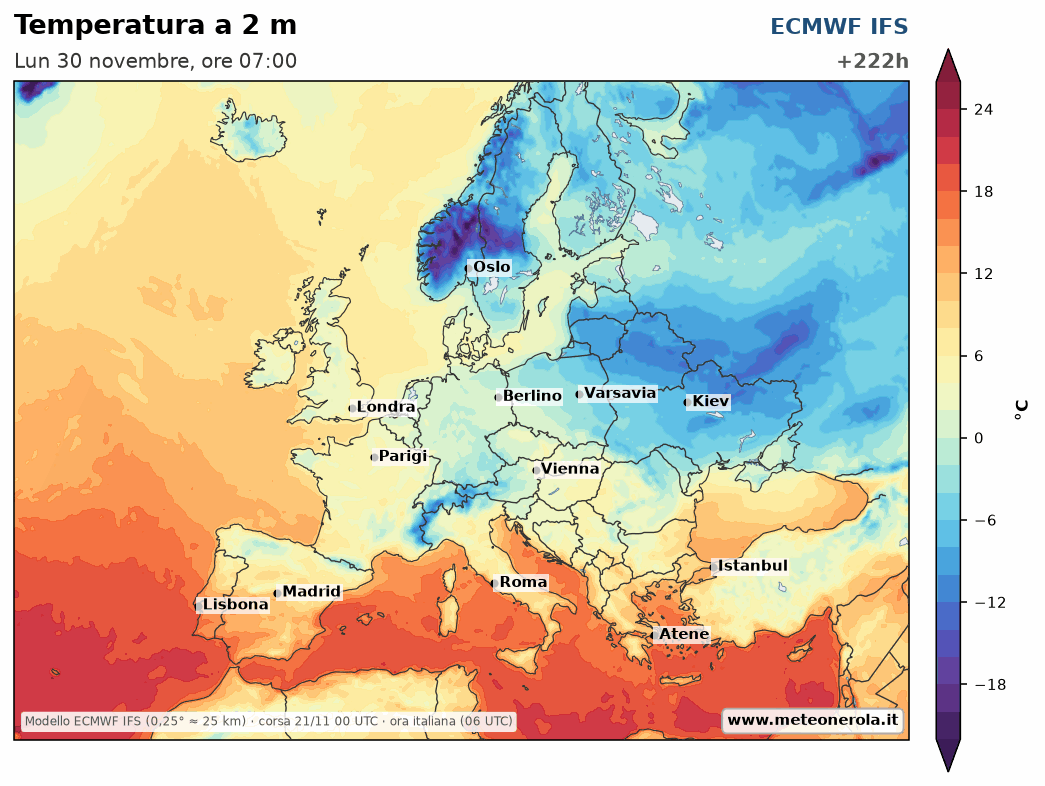 Temperatura a 2 m
ECMWF IFS
Lun 30 novembre, ore 07:00
+222h
24
18
12
6
0
−6
−12
−18
°C
Oslo
Berlino
Varsavia
Kiev
Londra
Parigi
Vienna
Istanbul
Roma
Madrid
Lisbona
Atene
Modello ECMWF IFS (0,25° ≈ 25 km) · corsa 21/11 00 UTC · ora italiana (06 UTC)
www.meteonerola.it